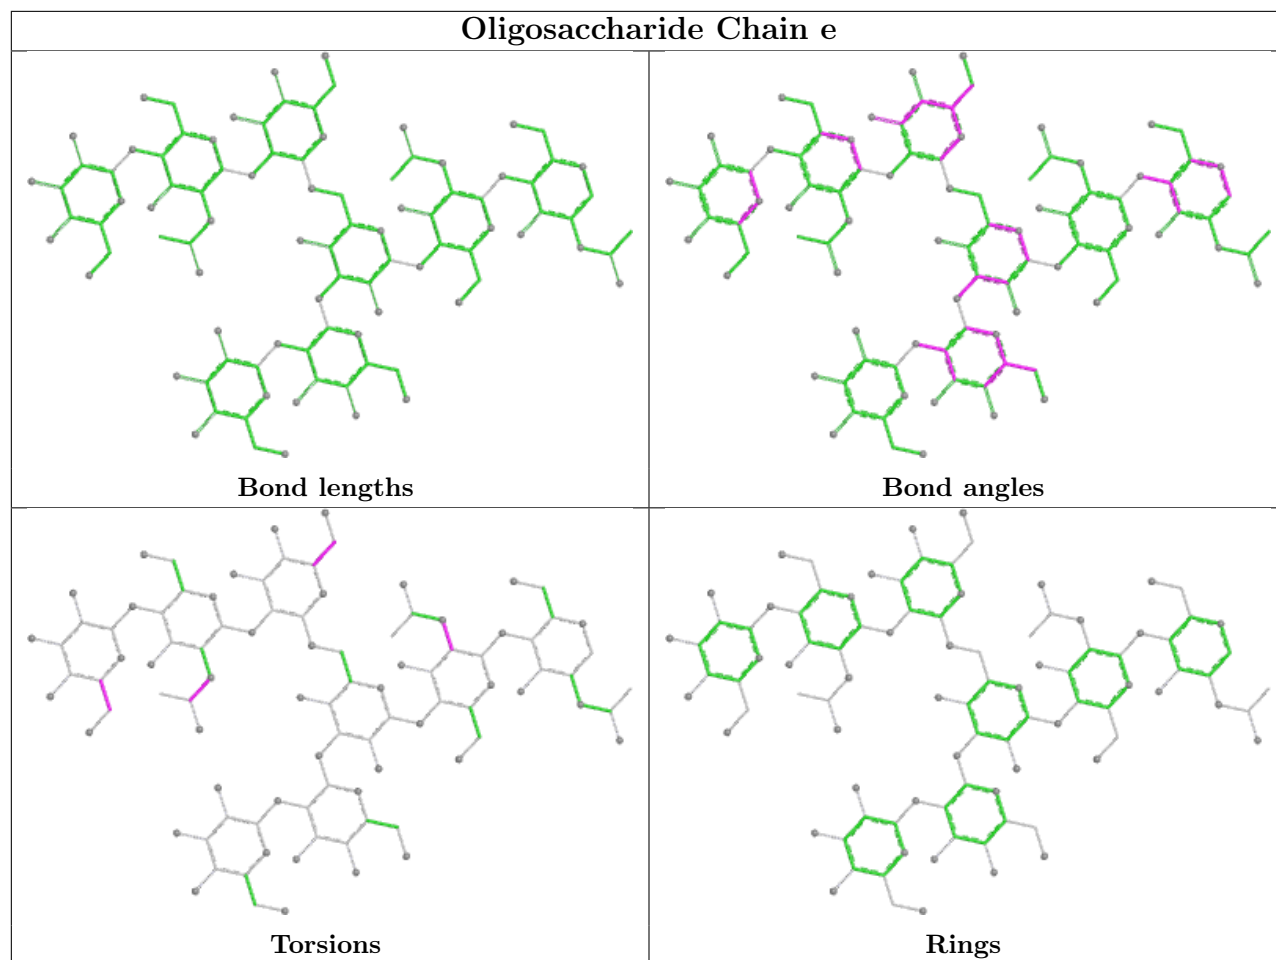 Oligosaccharide Chain e
Bond lengths
Bond angles
Torsions
Rings